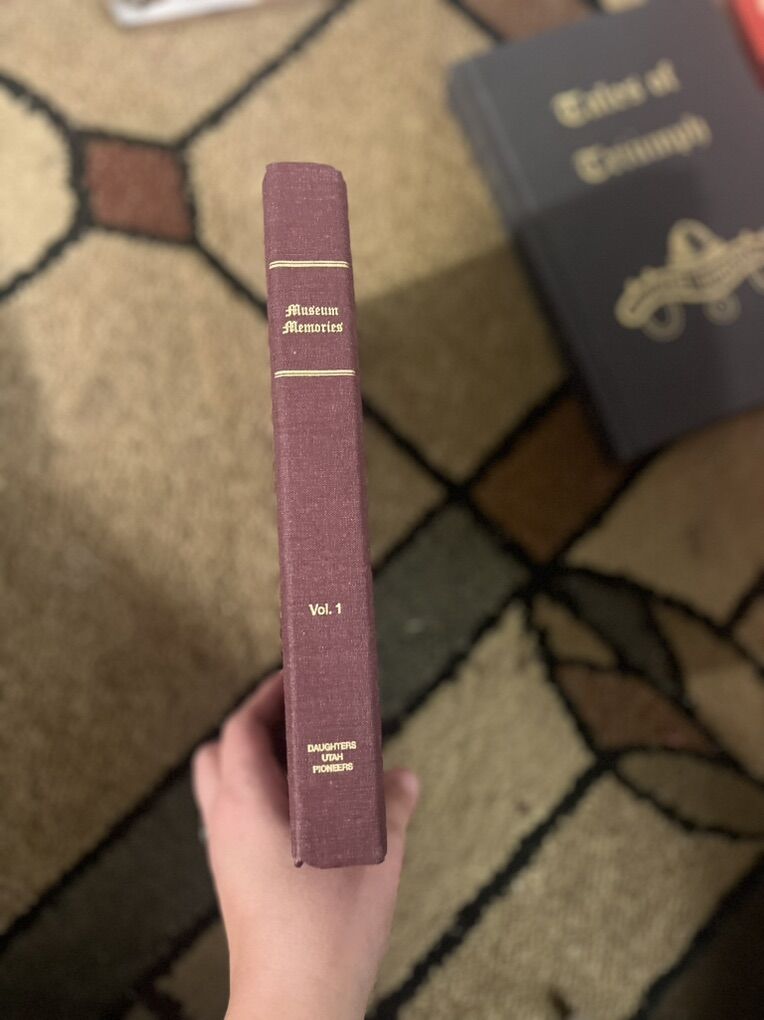 Museum
Memories
Vol. 1
DAUGHTERS
UTAH
PIONEERS
Tales of
Triumph